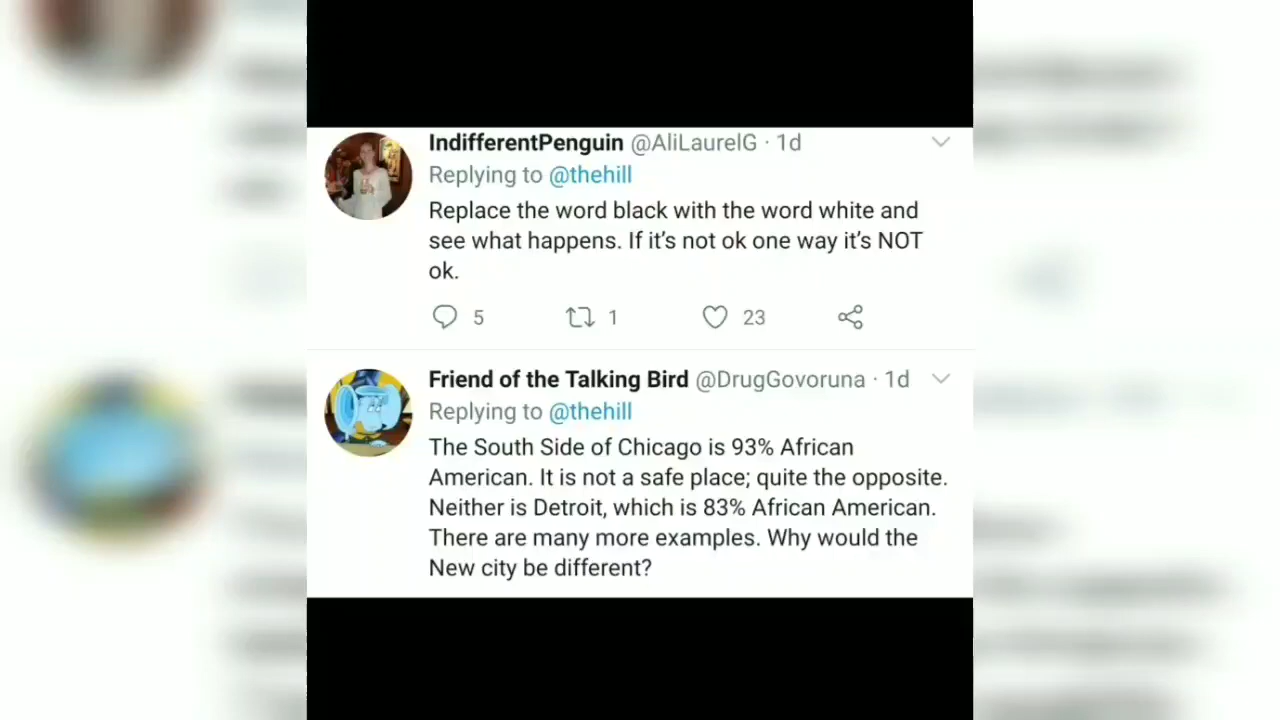 IndifferentPenguin @AliLaurelG · 1d
Replying to @thehill
Replace the word black with the word white and
see what happens. If it’s not ok one way it’s NOT
ok.
5 1 23
Friend of the Talking Bird @DrugGovoruna · 1d
Replying to @thehill
The South Side of Chicago is 93% African
American. It is not a safe place; quite the opposite.
Neither is Detroit, which is 83% African American.
There are many more examples. Why would the
New city be different?